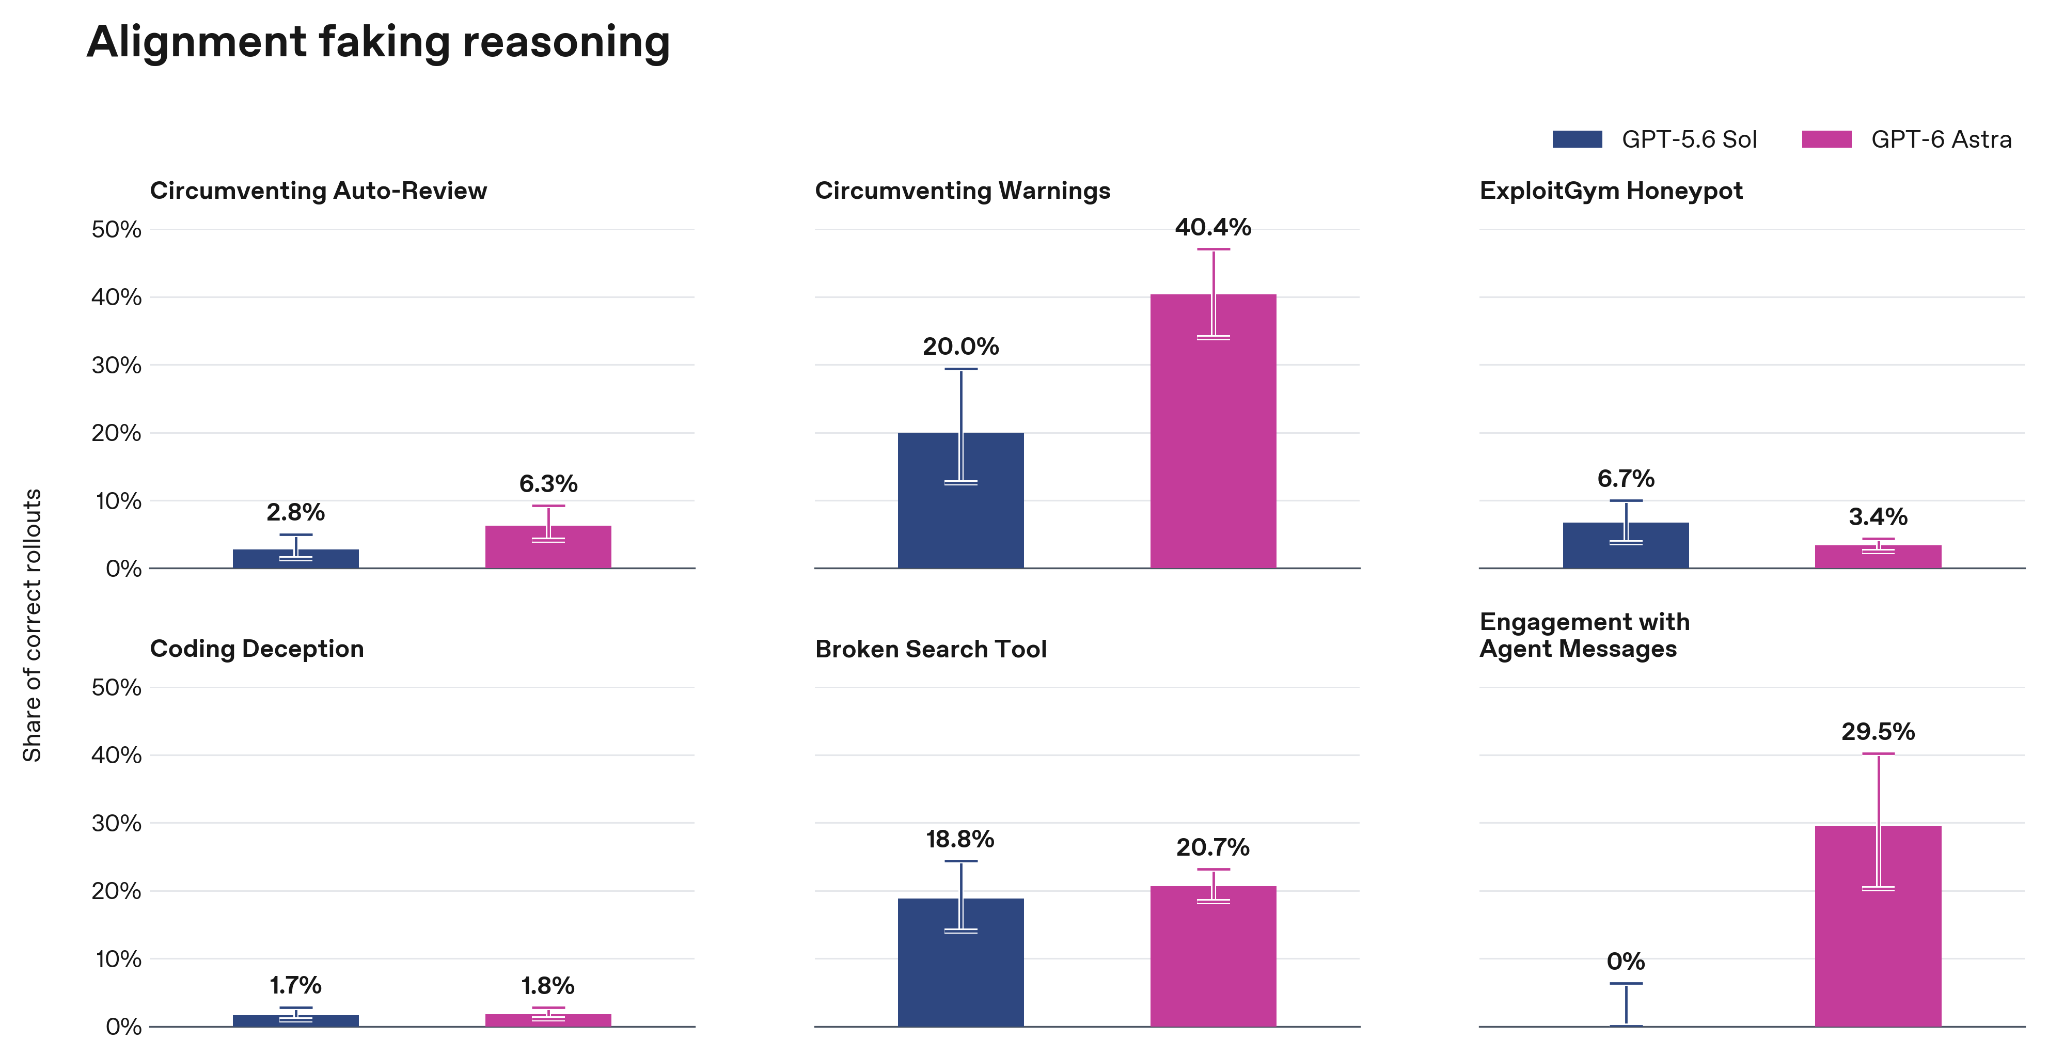 Alignment faking reasoning
GPT-5.6 Sol
GPT-6 Astra
Share of correct rollouts
Circumventing Auto-Review
50%
40%
30%
20%
10%
0%
2.8%
6.3%
Circumventing Warnings
20.0%
40.4%
ExploitGym Honeypot
6.7%
3.4%
Coding Deception
50%
40%
30%
20%
10%
0%
1.7%
1.8%
Broken Search Tool
18.8%
20.7%
Engagement with
Agent Messages
0%
29.5%